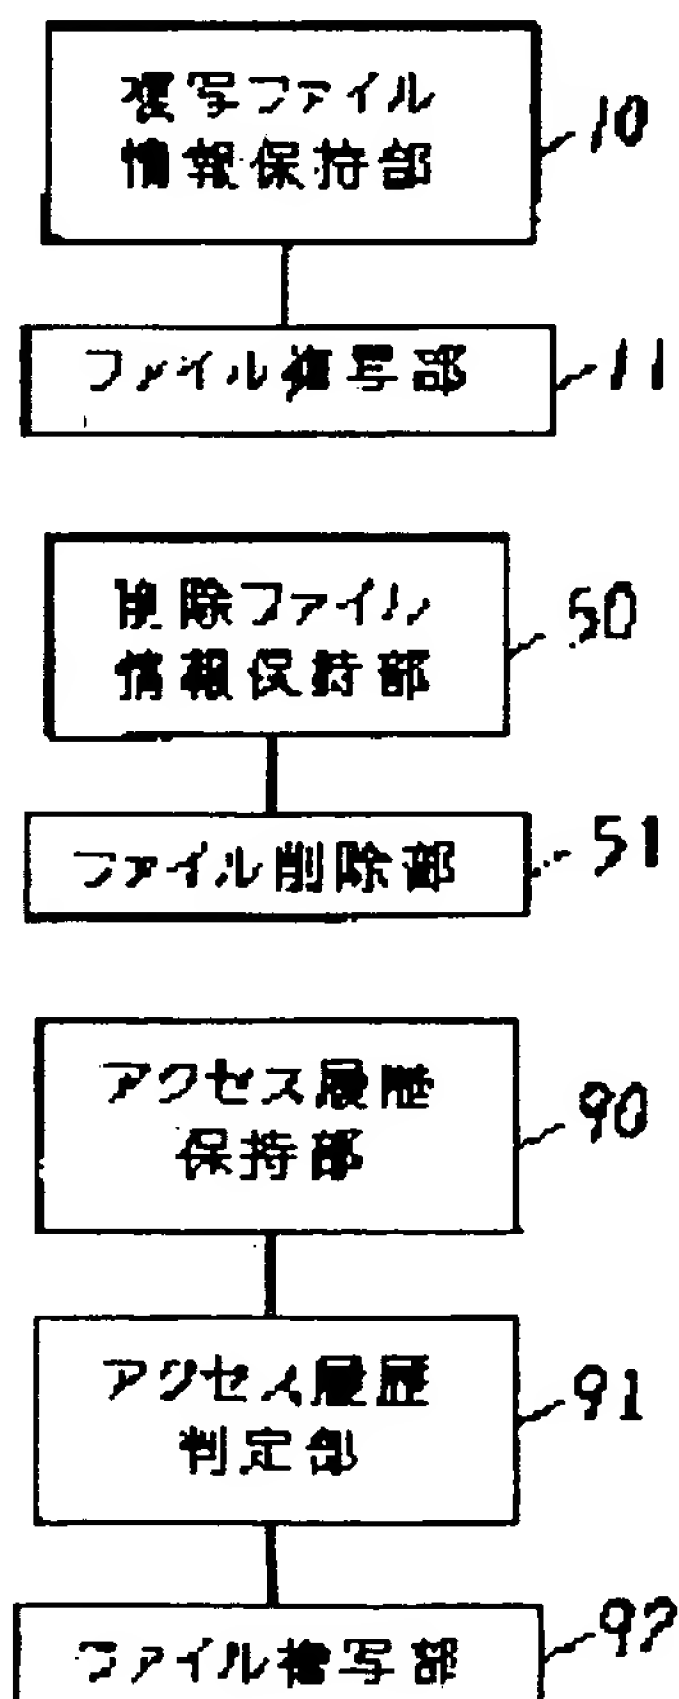 複写ファイル
情報保持部
10
ファイル複写部
11
削除ファイル
情報保持部
50
ファイル削除部
51
アクセス履歴
保持部
90
アクセス履歴
判定部
91
ファイル複写部
92